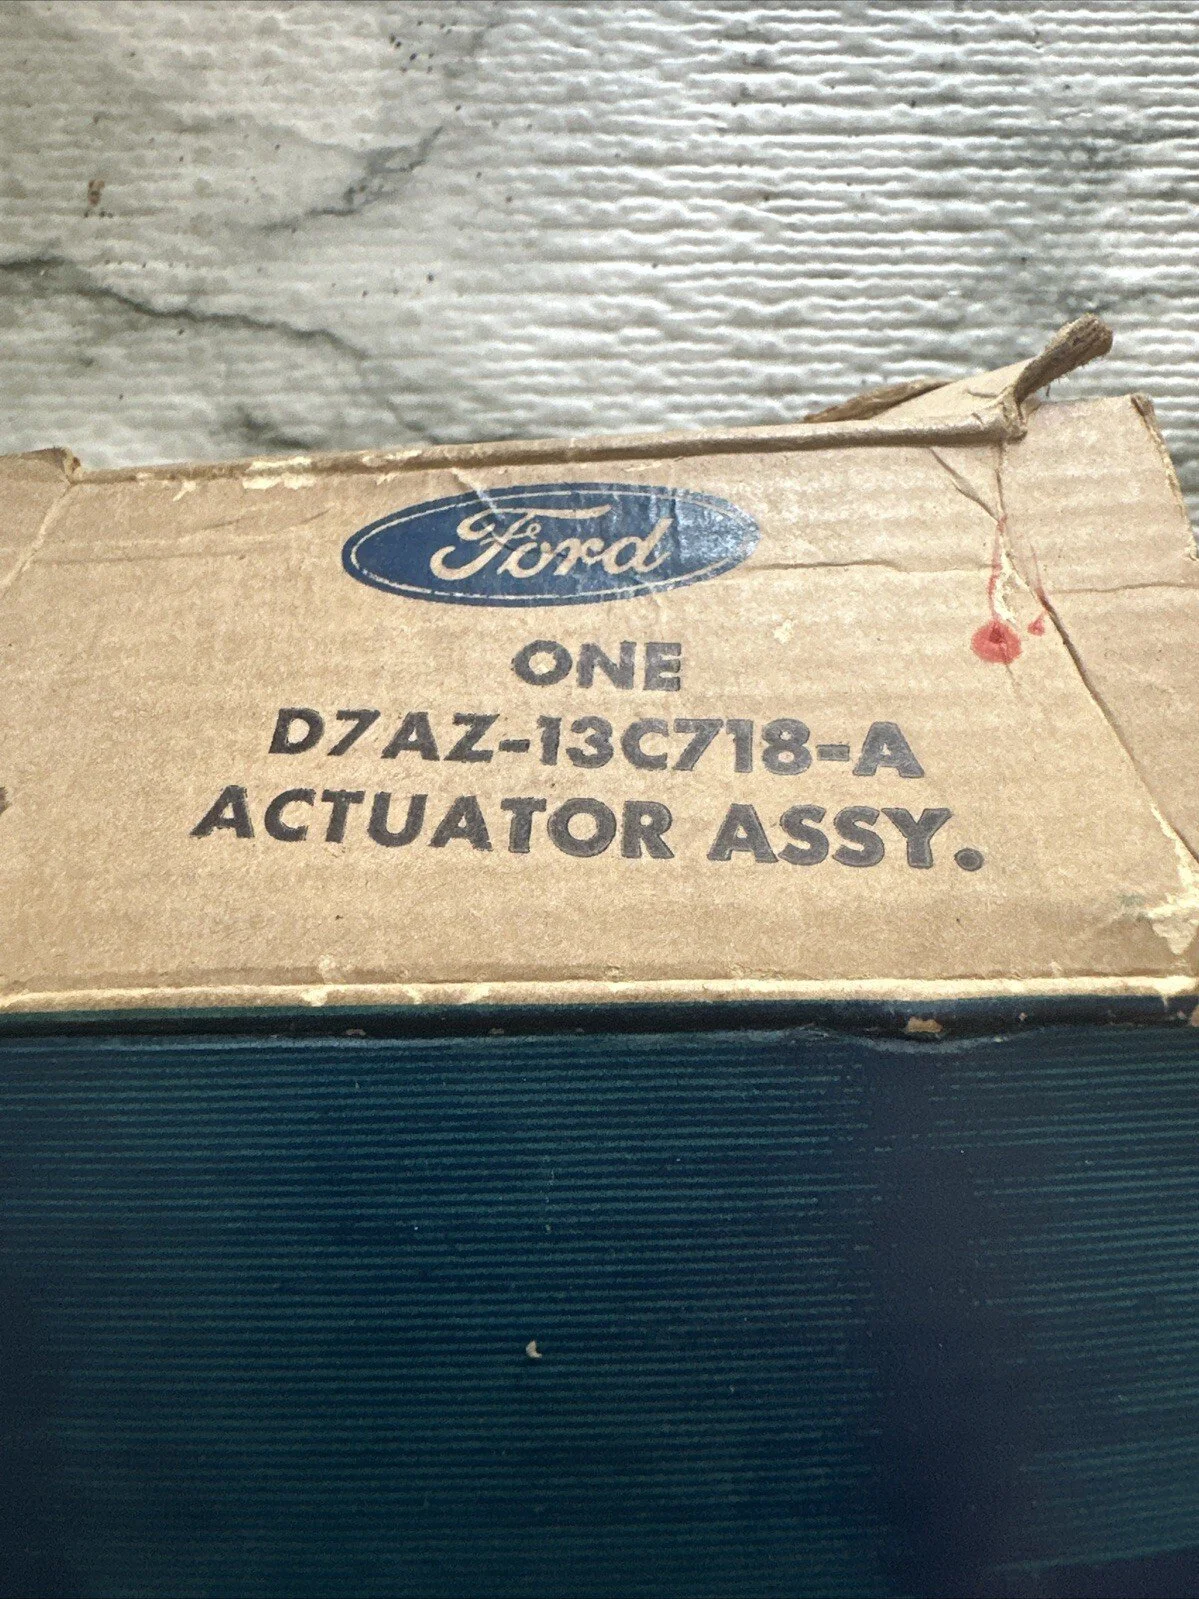 Ford
ONE
D7AZ-13C718-A
ACTUATOR ASSY.